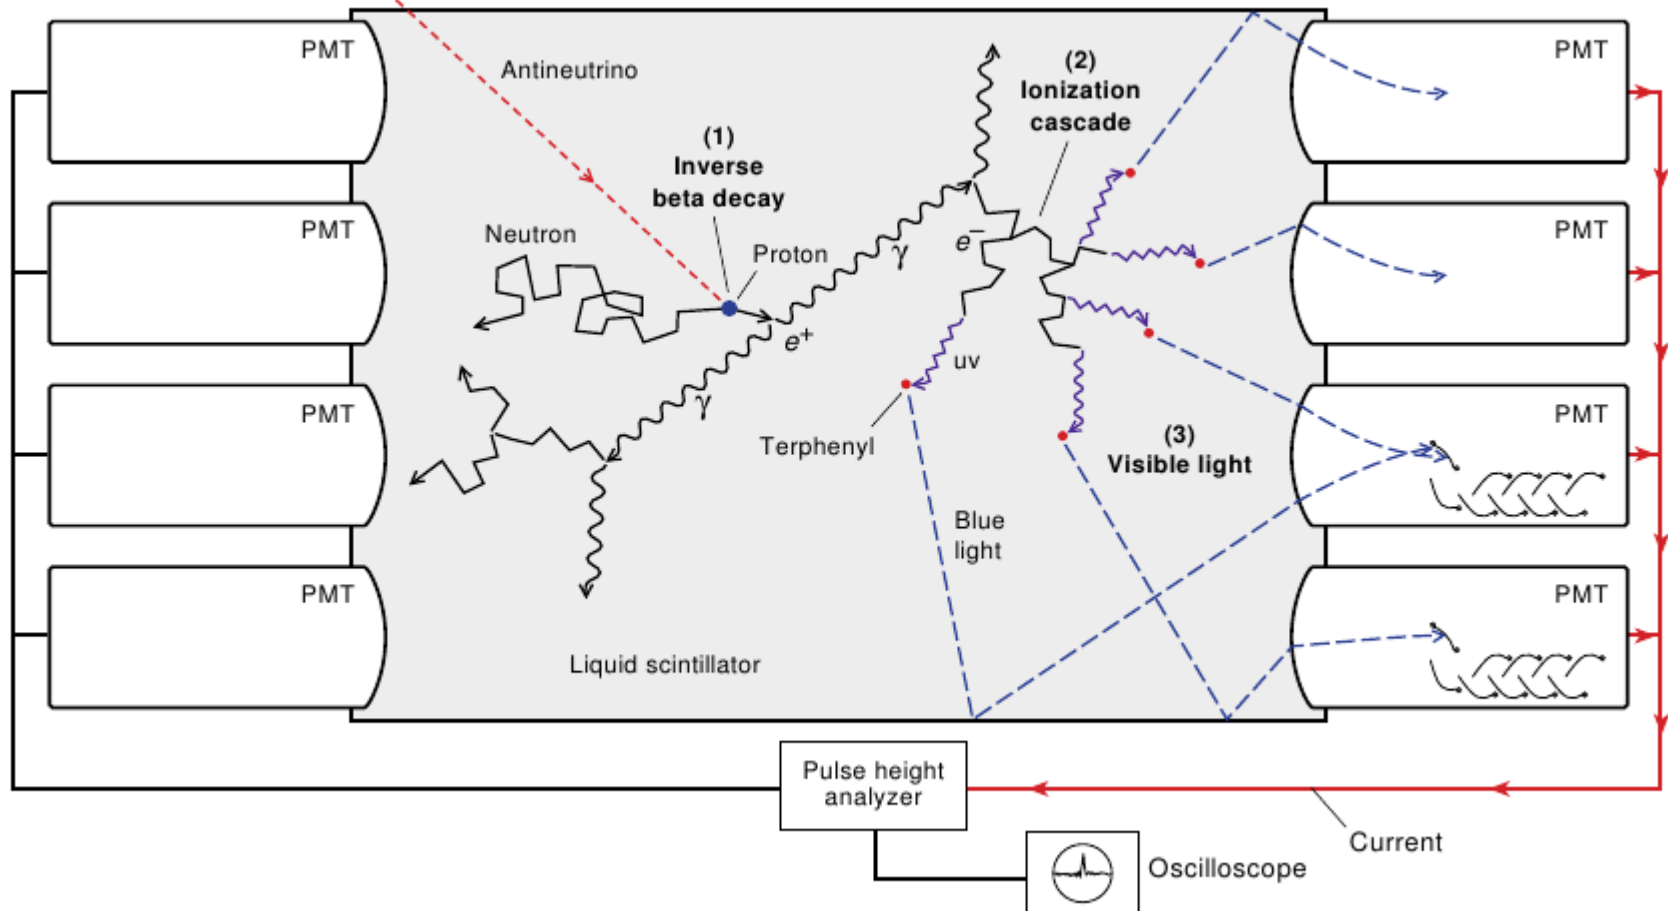 PMT
PMT
PMT
PMT
Antineutrino
(1)
Inverse
beta decay
Neutron
Proton
γ
e+
γ
(2)
Ionization
cascade
e−
uv
Terphenyl
(3)
Visible light
Blue
light
Liquid scintillator
PMT
PMT
PMT
PMT
Pulse height
analyzer
Current
Oscilloscope